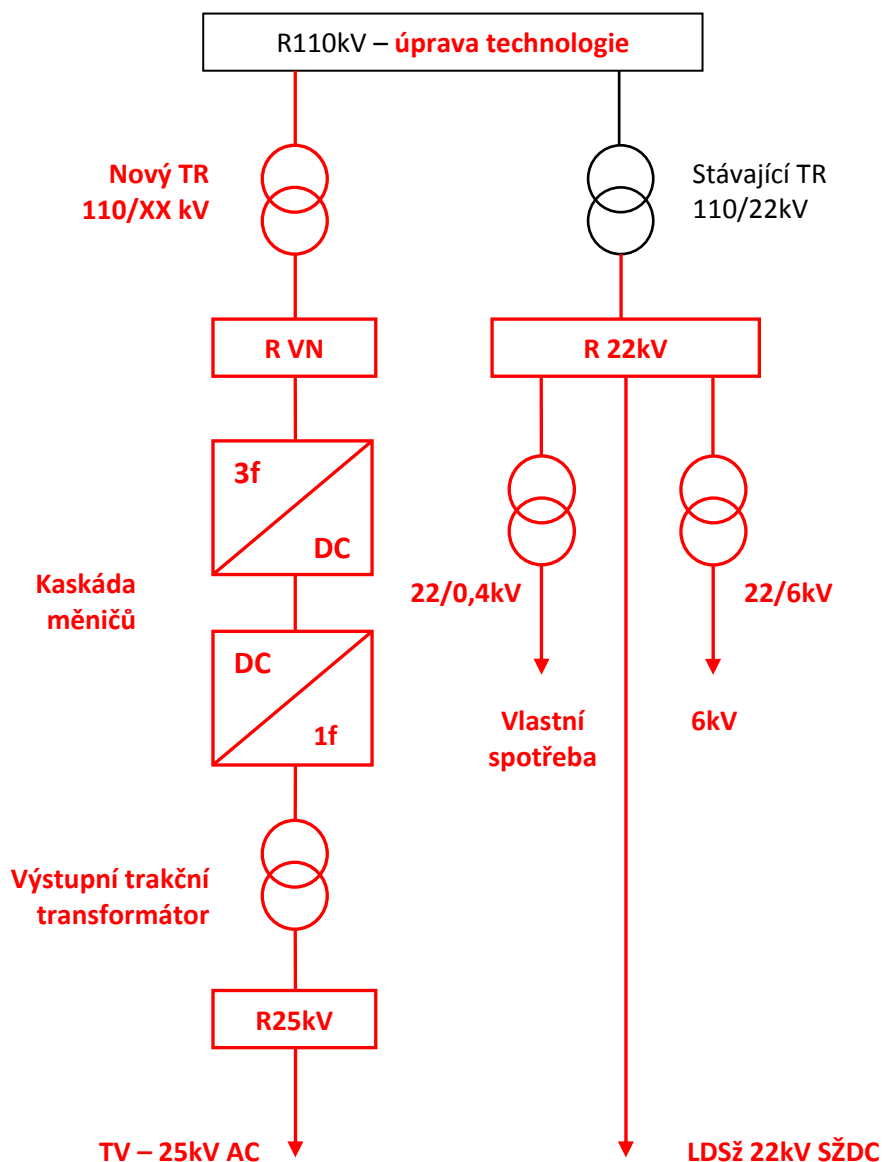 R110kV – úprava technologie
Nový TR
110/XX kV
Stávající TR
110/22kV
R VN
R 22kV
3f
DC
22/0,4kV
22/6kV
Kaskáda
měničů
DC
1f
Vlastní
spotřeba
6kV
Výstupní trakční
transformátor
R25kV
TV – 25kV AC
LDSž 22kV SŽDC